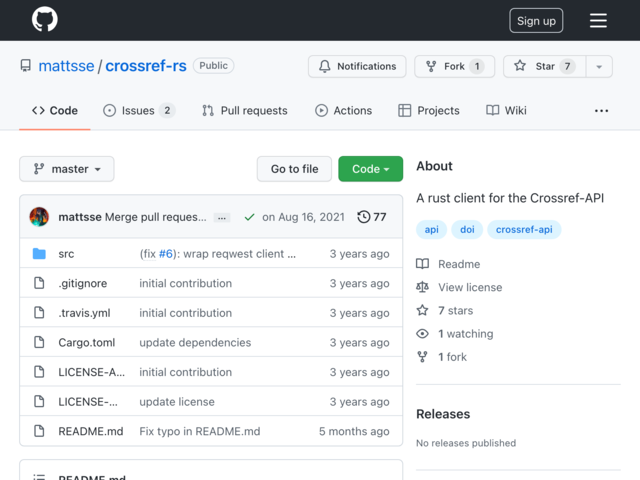 Sign up
mattsse / crossref-rs Public
Notifications Fork 1 Star 7
Code Issues 2 Pull requests Actions Projects Wiki ...
master Go to file Code
mattsse Merge pull reques... ... on Aug 16, 2021 77
src (fix #6): wrap reqwest client ... 3 years ago
.gitignore initial contribution 3 years ago
.travis.yml initial contribution 3 years ago
Cargo.toml update dependencies 3 years ago
LICENSE-A... initial contribution 3 years ago
LICENSE-... update license 3 years ago
README.md Fix typo in README.md 5 months ago
README.md
About
A rust client for the Crossref-API
api doi crossref-api
Readme
View license
7 stars
1 watching
1 fork
Releases
No releases published